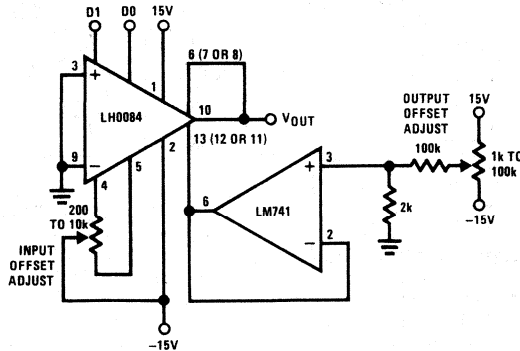 D1 D0 15V
6 (7 OR 8)
3
+
1
LH0084
10
VOUT
13 (12 OR 11)
9
−
2
4
5
200
TO 10k
INPUT
OFFSET
ADJUST
−15V
6
LM741
+
3
−
2
OUTPUT
OFFSET
ADJUST
100k
2k
15V
1k TO
100k
−15V